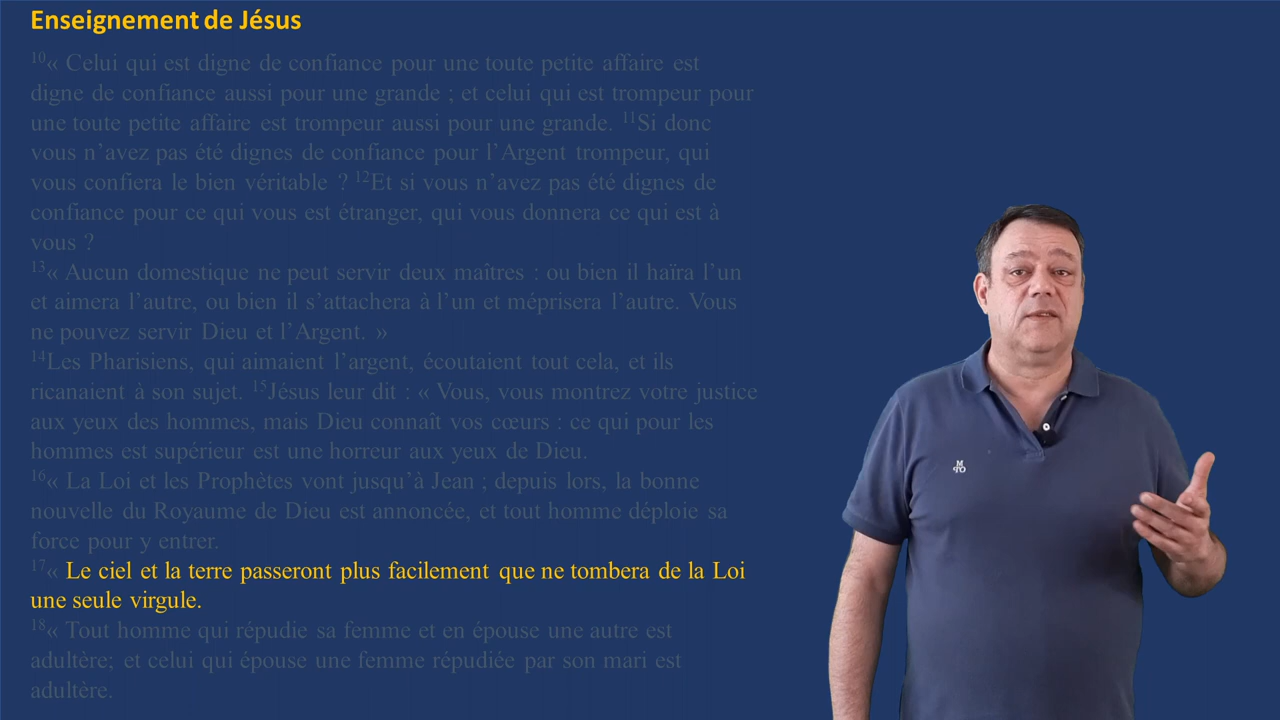 Enseignement de Jésus
10« Celui qui est digne de confiance pour une toute petite affaire est
digne de confiance aussi pour une grande ; et celui qui est trompeur pour
une toute petite affaire est trompeur aussi pour une grande. 11Si donc
vous n’avez pas été dignes de confiance pour l’Argent trompeur, qui
vous confiera le bien véritable ? 12Et si vous n’avez pas été dignes de
confiance pour ce qui vous est étranger, qui vous donnera ce qui est à
vous ?
13« Aucun domestique ne peut servir deux maîtres : ou bien il haïra l’un
et aimera l’autre, ou bien il s’attachera à l’un et méprisera l’autre. Vous
ne pouvez servir Dieu et l’Argent. »
14Les Pharisiens, qui aimaient l’argent, écoutaient tout cela, et ils
ricanaient à son sujet. 15Jésus leur dit : « Vous, vous montrez votre justice
aux yeux des hommes, mais Dieu connaît vos cœurs : ce qui pour les
hommes est supérieur est une horreur aux yeux de Dieu.
16« La Loi et les Prophètes vont jusqu’à Jean ; depuis lors, la bonne
nouvelle du Royaume de Dieu est annoncée, et tout homme déploie sa
force pour y entrer.
17« Le ciel et la terre passeront plus facilement que ne tombera de la Loi
une seule virgule.
18« Tout homme qui répudie sa femme et en épouse une autre est
adultère; et celui qui épouse une femme répudiée par son mari est
adultère.